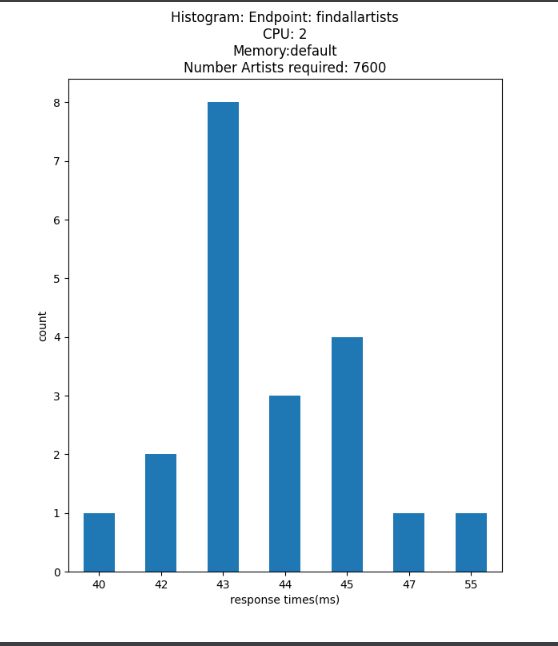 Histogram: Endpoint: findallartists
CPU: 2
Memory:default
Number Artists required: 7600
8
7
6
5
4
3
2
1
0
count
40 42 43 44 45 47 55
response times(ms)